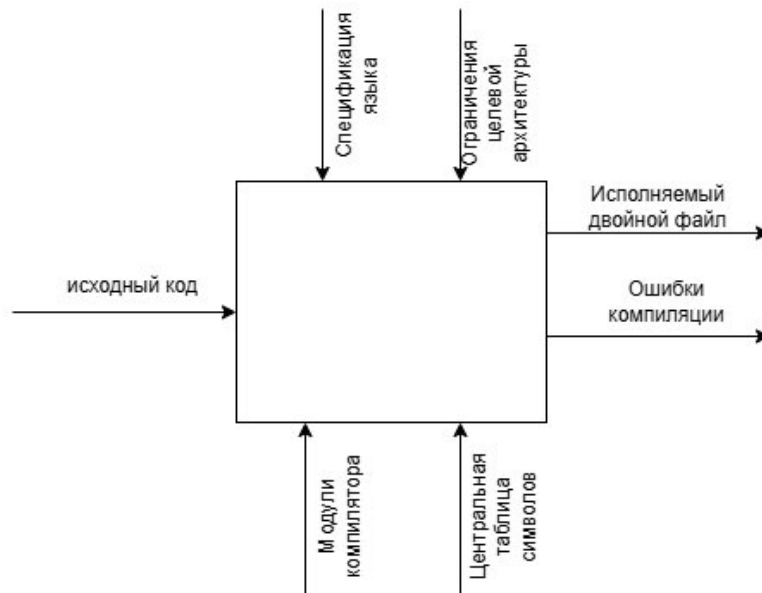 Спецификация
языка
Ограничения
целевой
архитектуры
Исполняемый
двойной файл
исходный код
Ошибки
компиляции
Модули
компилятора
Центральная
таблица
символов